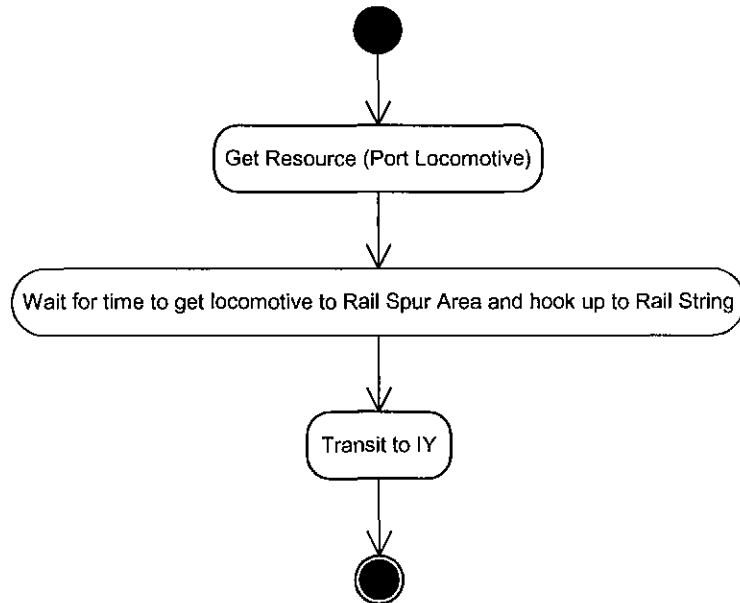 Get Resource (Port Locomotive)
Wait for time to get locomotive to Rail Spur Area and hook up to Rail String
Transit to IY